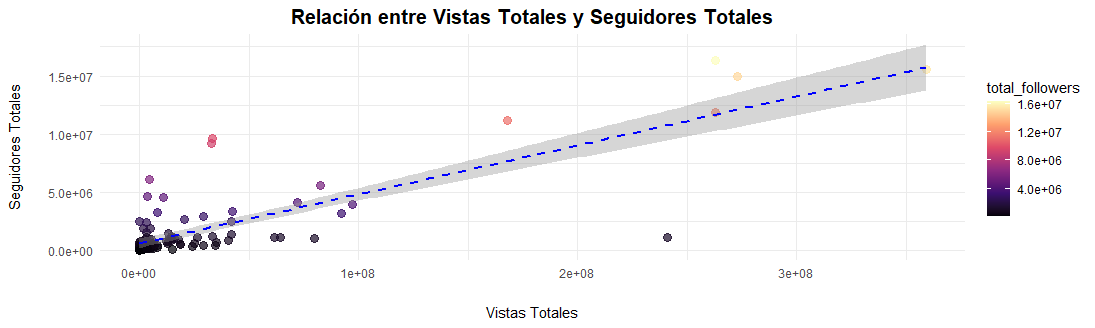 Relación entre Vistas Totales y Seguidores Totales
Seguidores Totales
1.5e+07
1.0e+07
5.0e+06
0.0e+00
0e+00 1e+08 2e+08 3e+08
Vistas Totales
total_followers
1.6e+07
1.2e+07
8.0e+06
4.0e+06